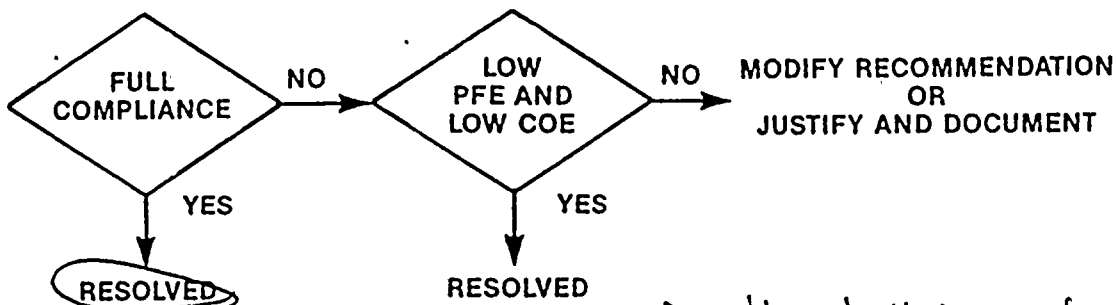 FULL
COMPLIANCE
NO
LOW
PFE AND
LOW COE
NO
MODIFY RECOMMENDATION
OR
JUSTIFY AND DOCUMENT
YES
YES
RESOLVED
RESOLVED